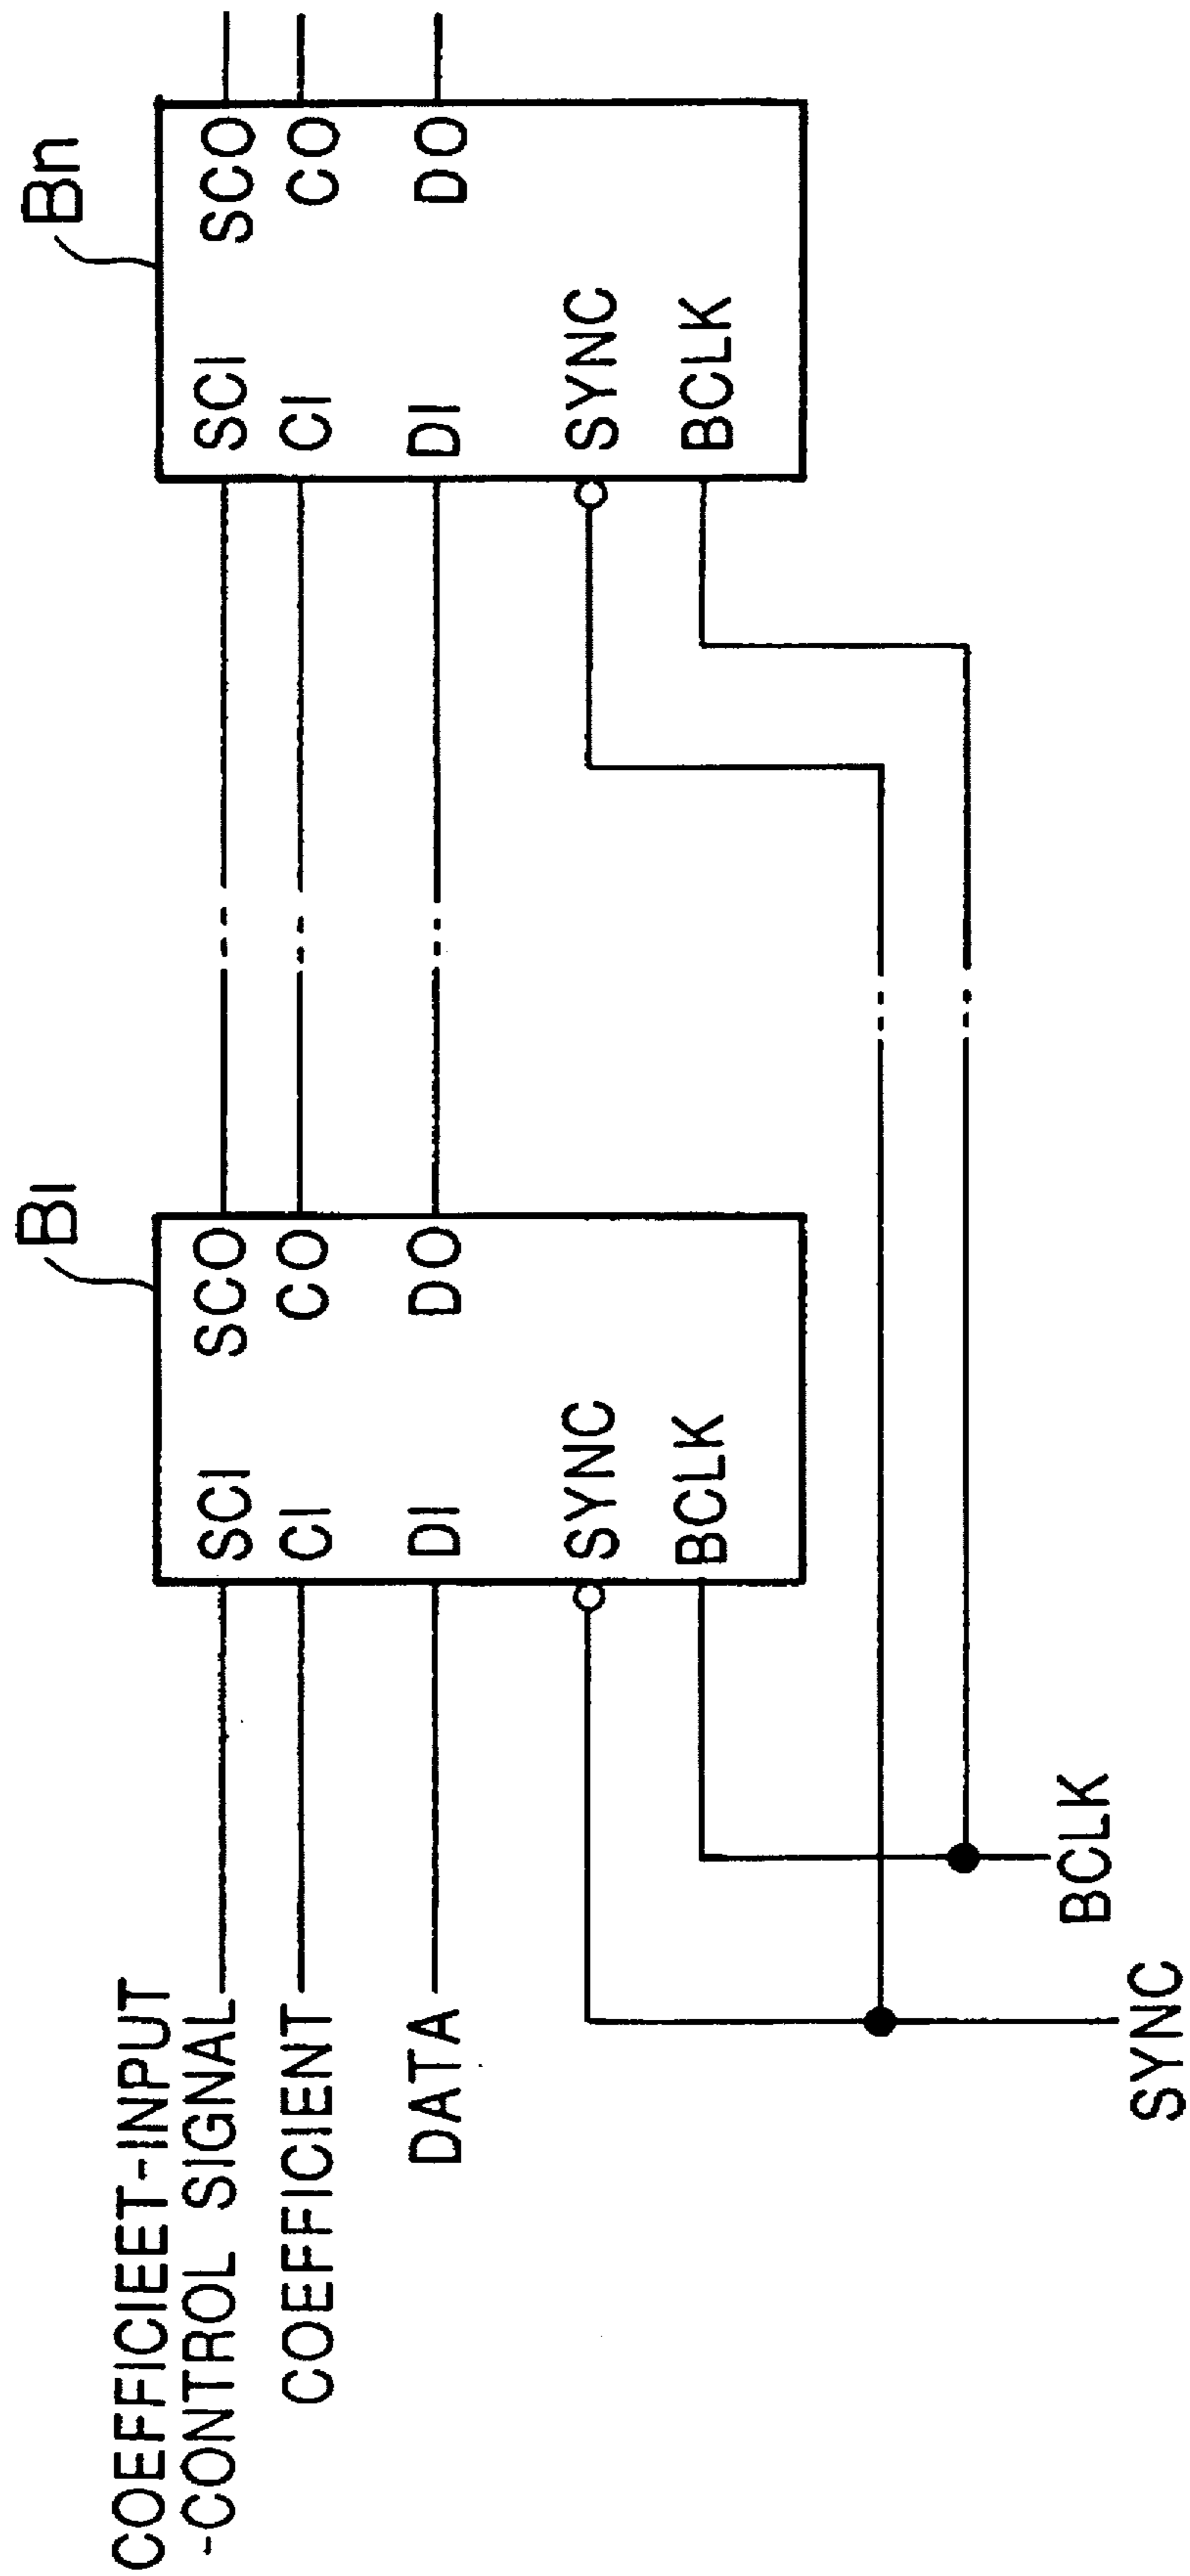 B1
Bn
COEFFICIEET-INPUT
-CONTROL SIGNAL
SCI
SCO
SCI
SCO
COEFFICIENT
CI
CO
CI
CO
DATA
DI
DO
DI
DO
SYNC
SYNC
BCLK
BCLK
BCLK
SYNC